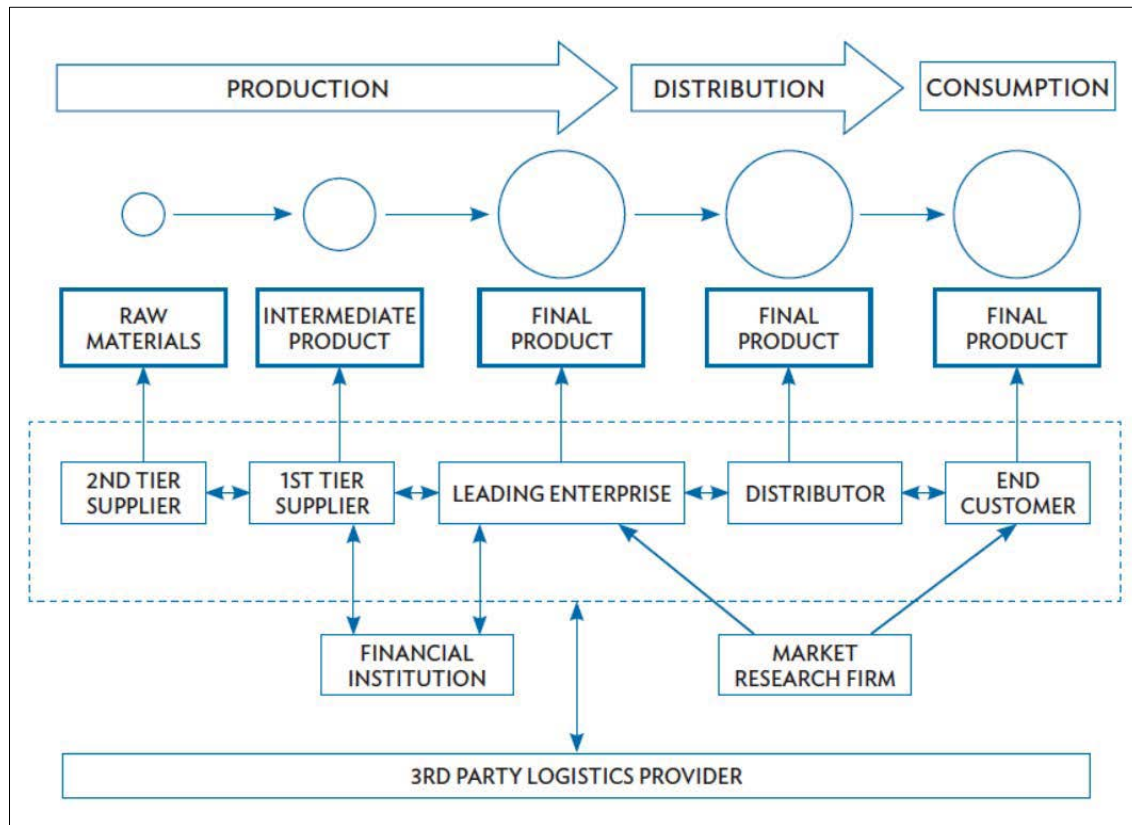 PRODUCTION
DISTRIBUTION
CONSUMPTION
RAW
MATERIALS
INTERMEDIATE
PRODUCT
FINAL
PRODUCT
FINAL
PRODUCT
FINAL
PRODUCT
2ND TIER
SUPPLIER
1ST TIER
SUPPLIER
LEADING ENTERPRISE
DISTRIBUTOR
END
CUSTOMER
FINANCIAL
INSTITUTION
MARKET
RESEARCH FIRM
3RD PARTY LOGISTICS PROVIDER